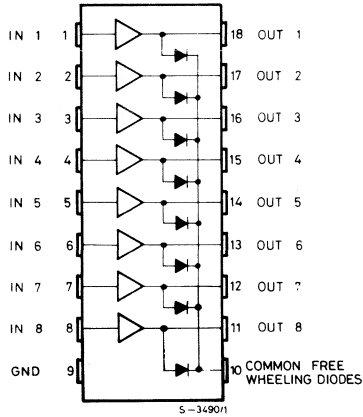 IN 1 1 18 OUT 1
IN 2 2 17 OUT 2
IN 3 3 16 OUT 3
IN 4 4 15 OUT 4
IN 5 5 14 OUT 5
IN 6 6 13 OUT 6
IN 7 7 12 OUT 7
IN 8 8 11 OUT 8
GND 9 10 COMMON FREE
WHEELING DIODES
S-3490/1